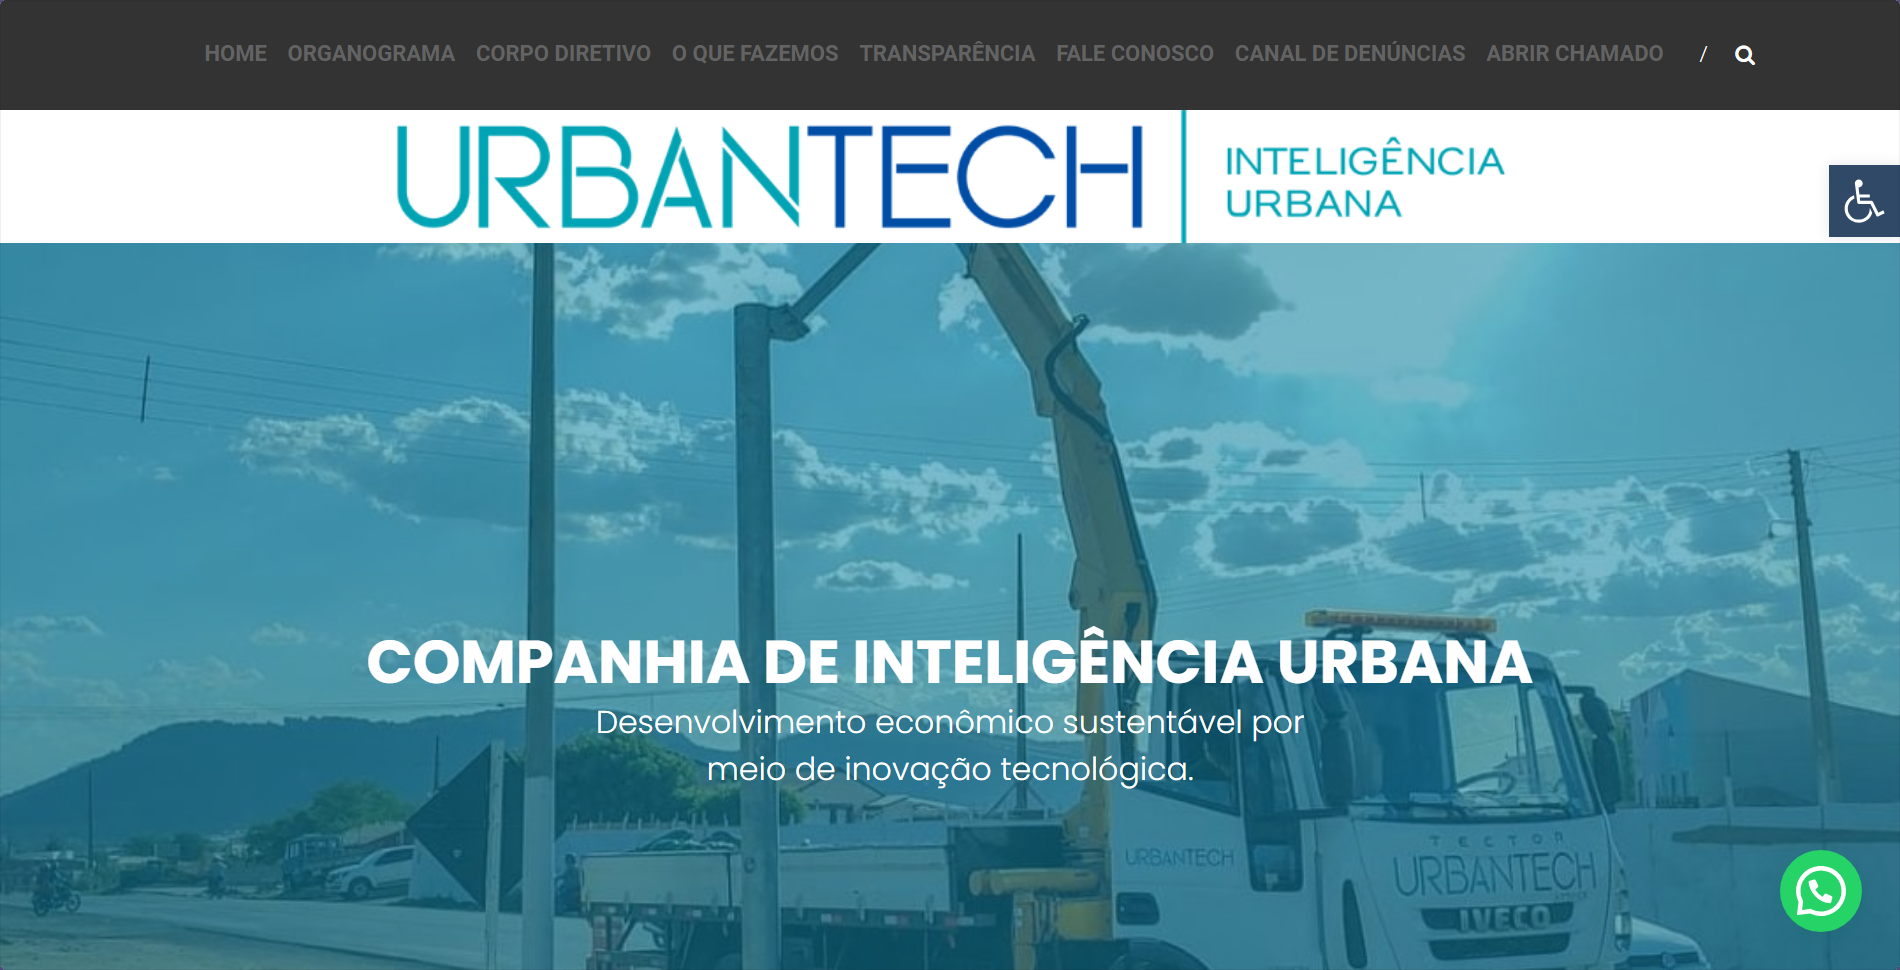 HOME ORGANOGRAMA CORPO DIRETIVO O QUE FAZEMOS TRANSPARÊNCIA FALE CONOSCO CANAL DE DENÚNCIAS ABRIR CHAMADO /
URBANTECH
INTELIGÊNCIA
URBANA
COMPANHIA DE INTELIGÊNCIA URBANA
Desenvolvimento econômico sustentável por
meio de inovação tecnológica.
TECTOR
URBANTECH
URBANTECH
IVECO